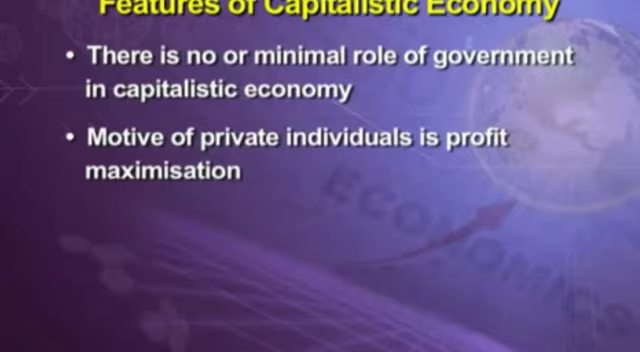 Features of Capitalistic Economy
• There is no or minimal role of government
in capitalistic economy
• Motive of private individuals is profit
maximisation
ECONOMICS